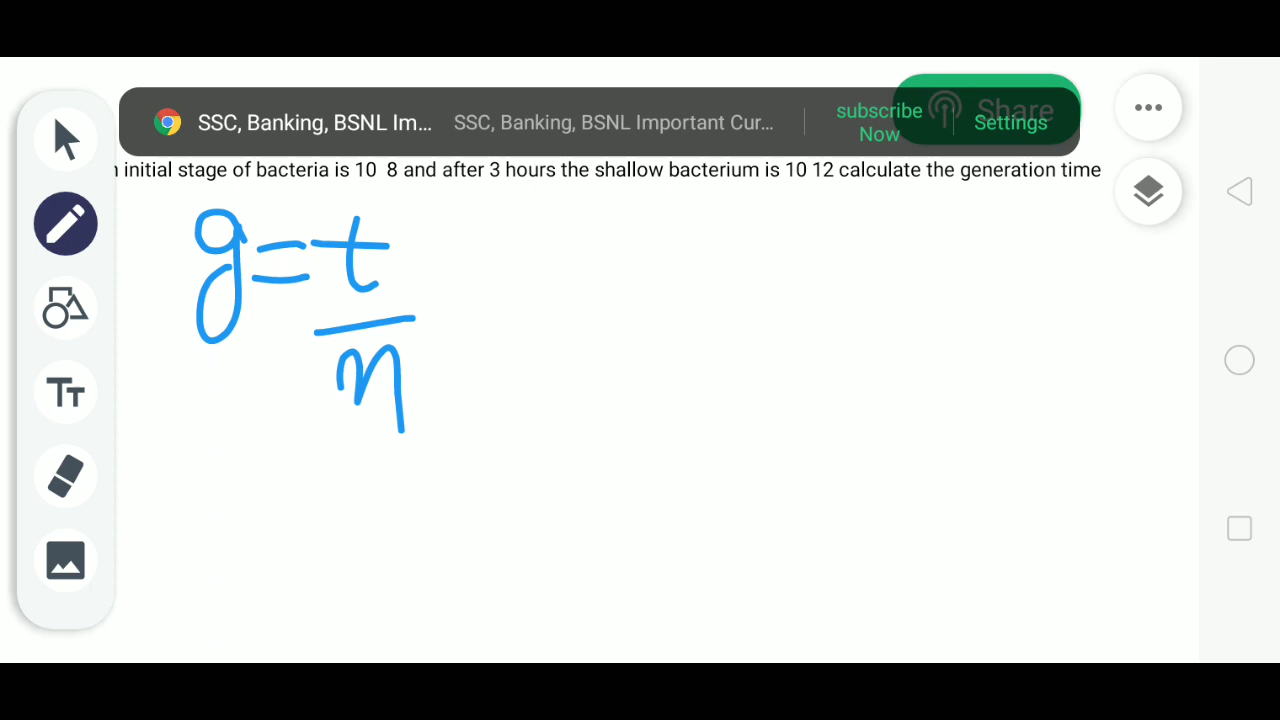 SSC, Banking, BSNL Im... SSC, Banking, BSNL Important Cur... subscribe Now Settings Share
initial stage of bacteria is 10 8 and after 3 hours the shallow bacterium is 10 12 calculate the generation time
g = t
n
Tт